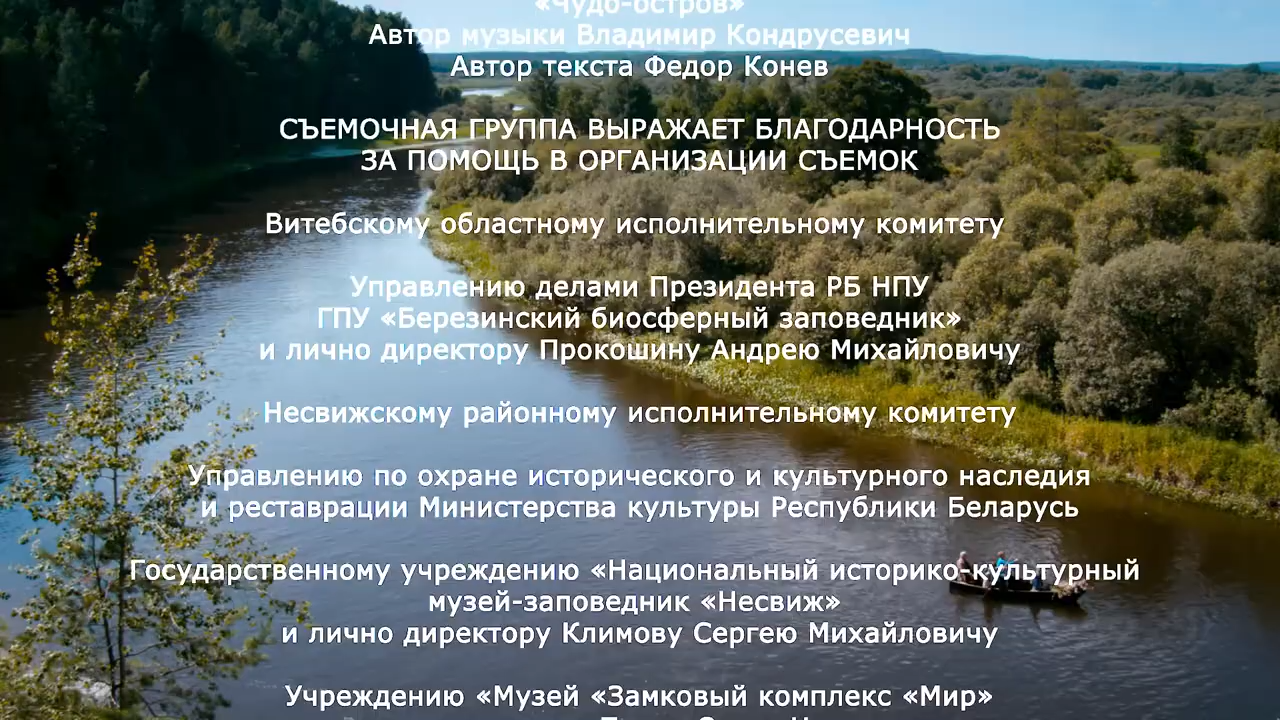 «Чудо-остров»
Автор музыки Владимир Кондрусевич
Автор текста Федор Конев
СЪЕМОЧНАЯ ГРУППА ВЫРАЖАЕТ БЛАГОДАРНОСТЬ
ЗА ПОМОЩЬ В ОРГАНИЗАЦИИ СЪЕМОК
Витебскому областному исполнительному комитету
Управлению делами Президента РБ НПУ
ГПУ «Березинский биосферный заповедник»
и лично директору Прокошину Андрею Михайловичу
Несвижскому районному исполнительному комитету
Управлению по охране исторического и культурного наследия
и реставрации Министерства культуры Республики Беларусь
Государственному учреждению «Национальный историко-культурный
музей-заповедник «Несвиж»
и лично директору Климову Сергею Михайловичу
Учреждению «Музей «Замковый комплекс «Мир»